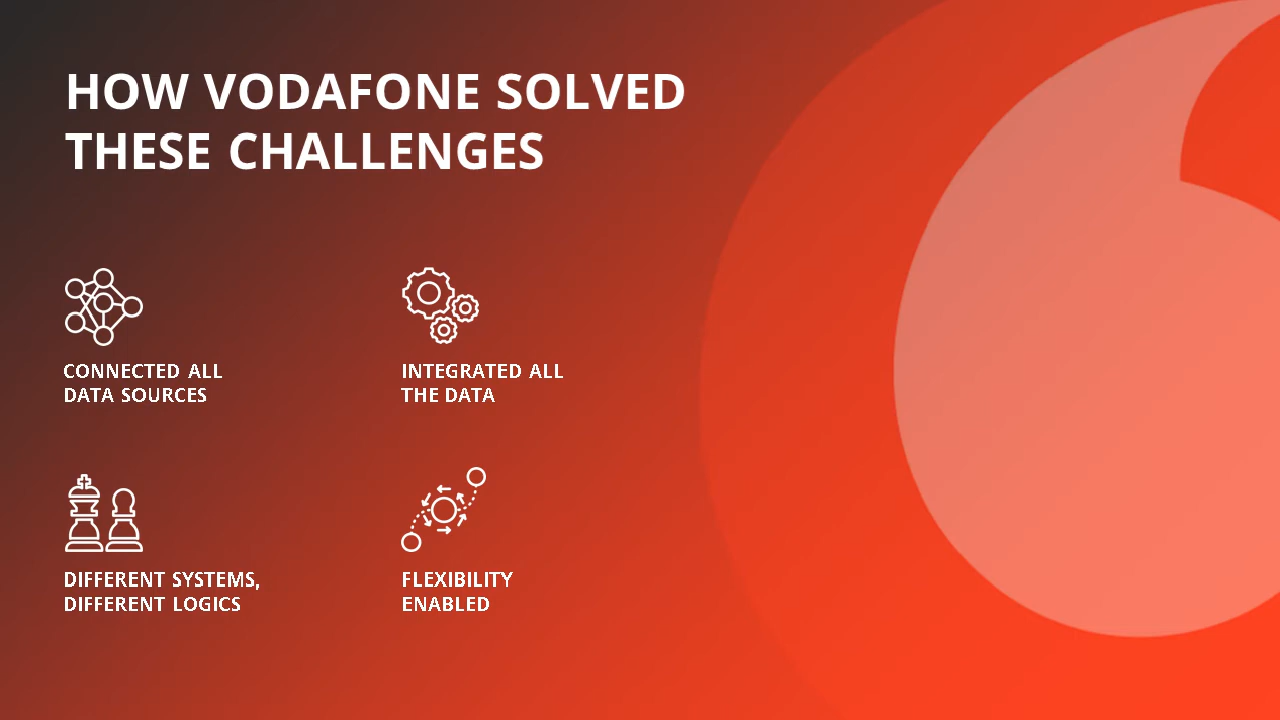 HOW VODAFONE SOLVED
THESE CHALLENGES
CONNECTED ALL
DATA SOURCES
INTEGRATED ALL
THE DATA
DIFFERENT SYSTEMS,
DIFFERENT LOGICS
FLEXIBILITY
ENABLED